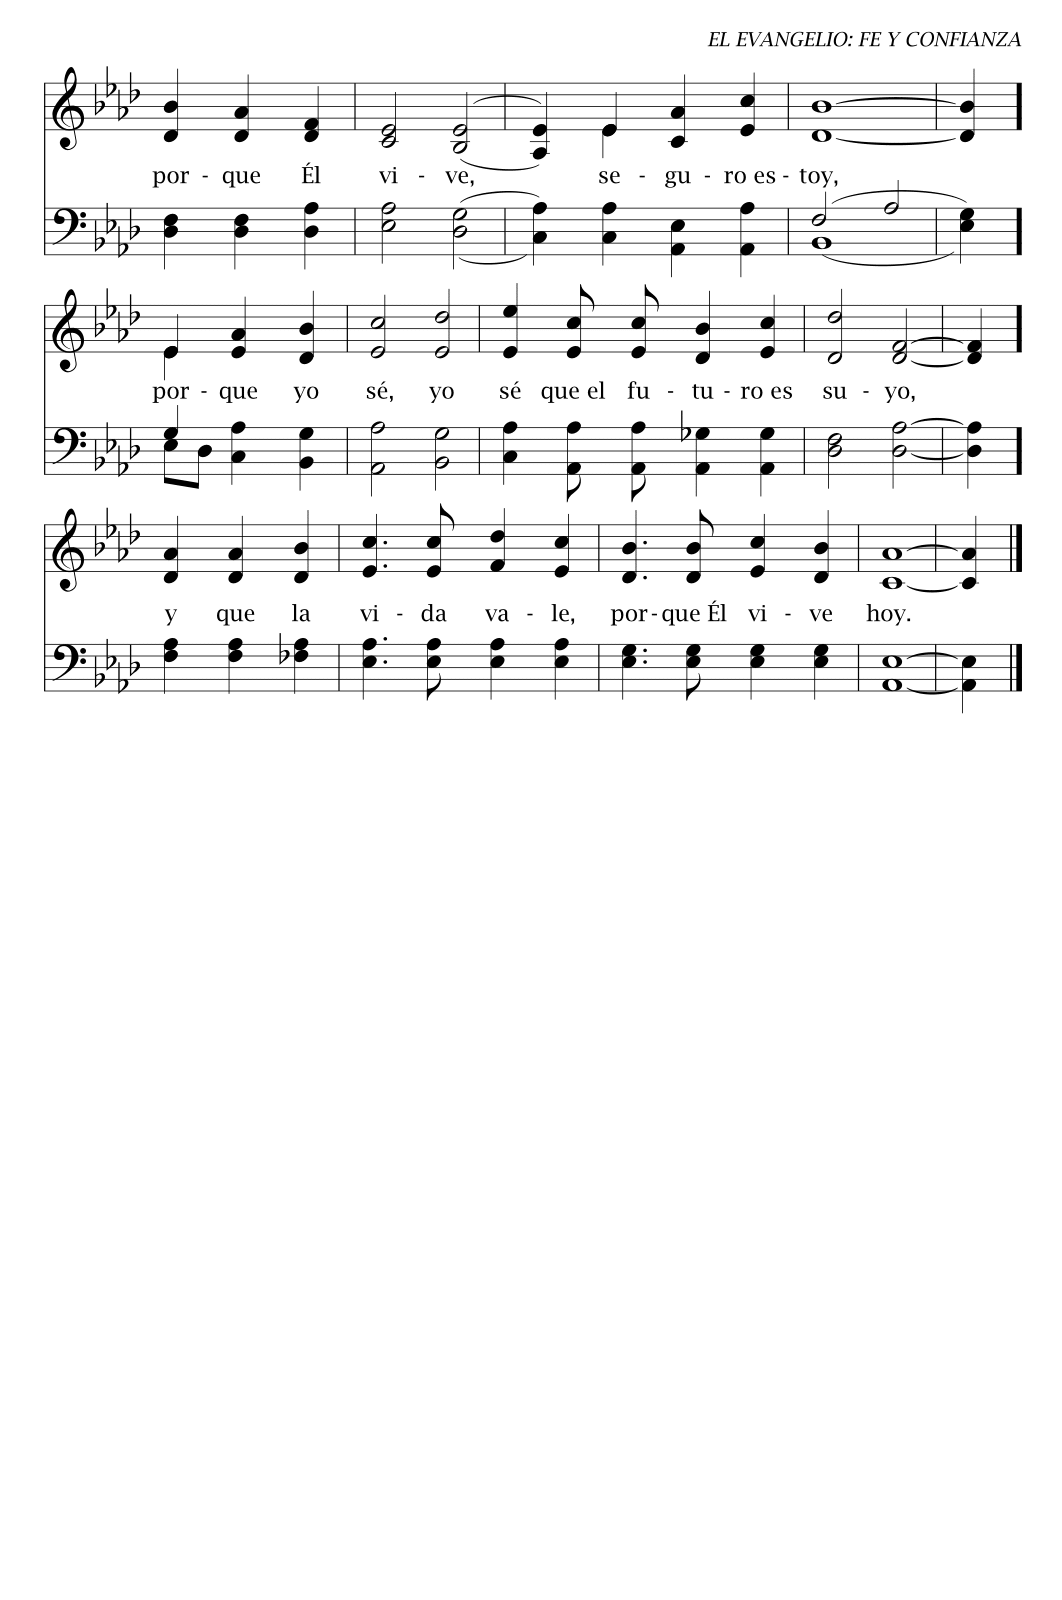 EL EVANGELIO: FE Y CONFIANZA
por - que Él vi - ve, se - gu - ro es - toy,
por - que yo sé, yo sé que el fu - tu - ro es su - yo,
y que la vi - da va - le, por - que Él vi - ve hoy.